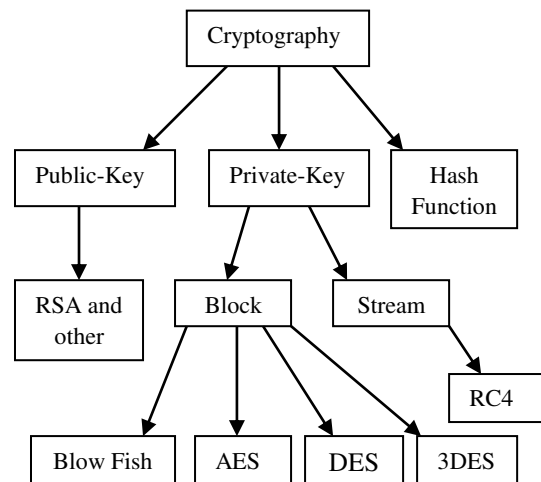 Cryptography
Public-Key
Private-Key
Hash
Function
RSA and
other
Block
Stream
RC4
Blow Fish
AES
DES
3DES